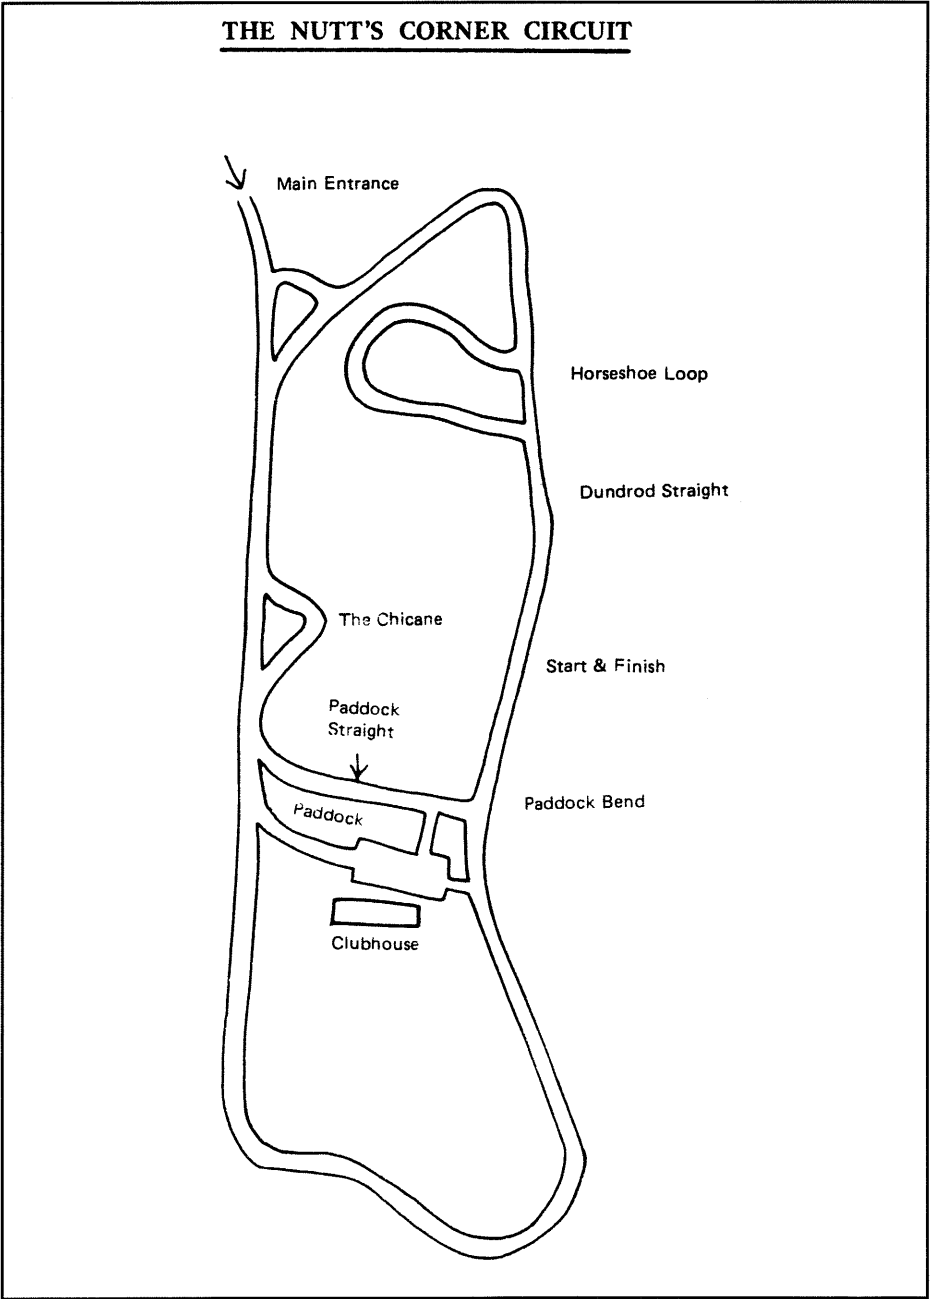 THE NUTT'S CORNER CIRCUIT
Main Entrance
Horseshoe Loop
Dundrod Straight
The Chicane
Start & Finish
Paddock
Straight
Paddock Bend
Paddock
Clubhouse